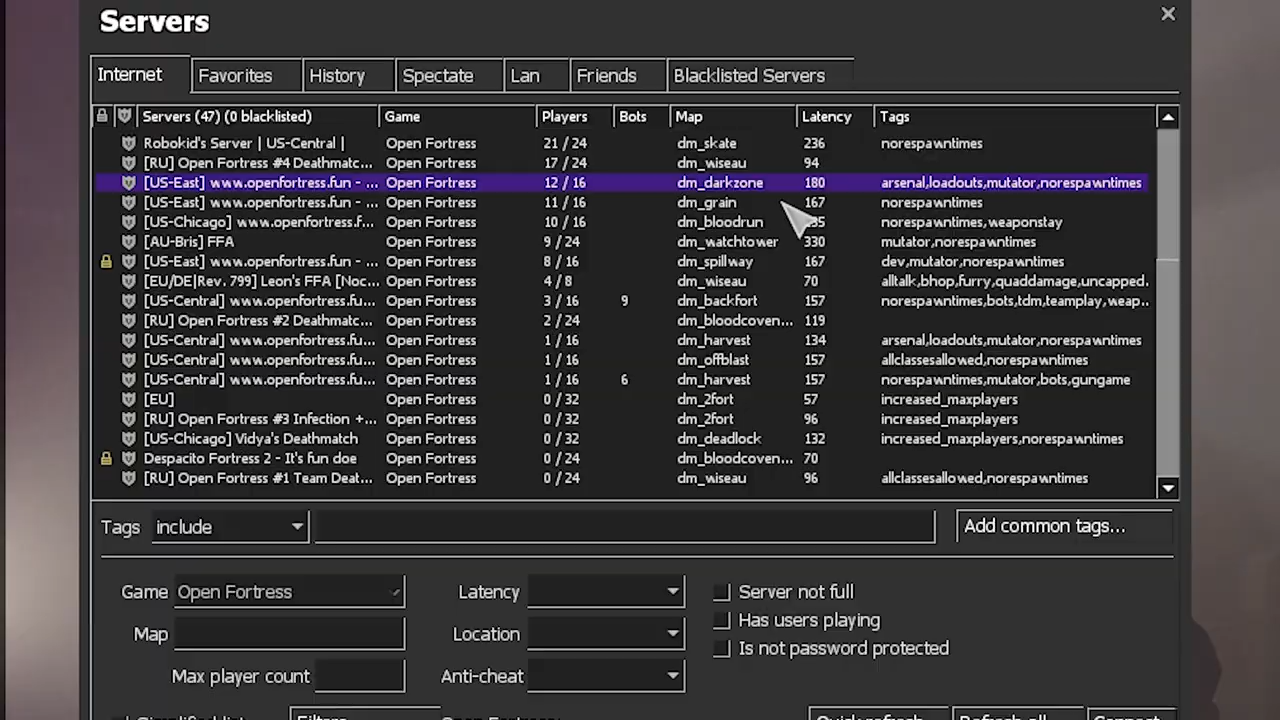 Servers
Internet Favorites History Spectate Lan Friends Blacklisted Servers
Servers (47) (0 blacklisted) Game Players Bots Map Latency Tags
Robokid's Server | US-Central | Open Fortress 21 / 24 dm_skate 236 norespawntimes
[RU] Open Fortress #4 Deathmatc... Open Fortress 17 / 24 dm_wiseau 94
[US-East] www.openfortress.fun - ... Open Fortress 12 / 16 dm_darkzone 180 arsenal,loadouts,mutator,norespawntimes
[US-East] www.openfortress.fun - ... Open Fortress 11 / 16 dm_grain 167 norespawntimes
[US-Chicago] www.openfortress.f... Open Fortress 10 / 16 dm_bloodrun norespawntimes,weaponstay
[AU-Bris] FFA Open Fortress 9 / 24 dm_watchtower 330 mutator,norespawntimes
[US-East] www.openfortress.fun - ... Open Fortress 8 / 16 dm_spillway 167 dev,mutator,norespawntimes
[EU/DE|Rev. 799] Leon's FFA [Noc... Open Fortress 4 / 8 dm_wiseau 70 alltalk,bhop,furry,quaddamage,uncapped...
[US-Central] www.openfortress.fu... Open Fortress 3 / 16 9 dm_backfort 157 norespawntimes,bots,tdm,teamplay,weap...
[RU] Open Fortress #2 Deathmatc... Open Fortress 2 / 24 dm_bloodcoven... 119
[US-Central] www.openfortress.fu... Open Fortress 1 / 16 dm_harvest 134 arsenal,loadouts,mutator,norespawntimes
[US-Central] www.openfortress.fu... Open Fortress 1 / 16 dm_offblast 157 allclassesallowed,norespawntimes
[US-Central] www.openfortress.fu... Open Fortress 1 / 16 6 dm_harvest 157 norespawntimes,mutator,bots,gungame
[EU] Open Fortress 0 / 32 dm_2fort 57 increased_maxplayers
[RU] Open Fortress #3 Infection +... Open Fortress 0 / 32 dm_2fort 96 increased_maxplayers
[US-Chicago] Vidya's Deathmatch Open Fortress 0 / 32 dm_deadlock 132 increased_maxplayers,norespawntimes
Despacito Fortress 2 - It's fun doe Open Fortress 0 / 24 dm_bloodcoven... 70
[RU] Open Fortress #1 Team Deat... Open Fortress 0 / 24 dm_wiseau 96 allclassesallowed,norespawntimes
Tags include Add common tags...
Game Open Fortress Latency Server not full
Has users playing
Map Location
Is not password protected
Max player count Anti-cheat
Filters Open Fortress Quick refresh Refresh all Connect